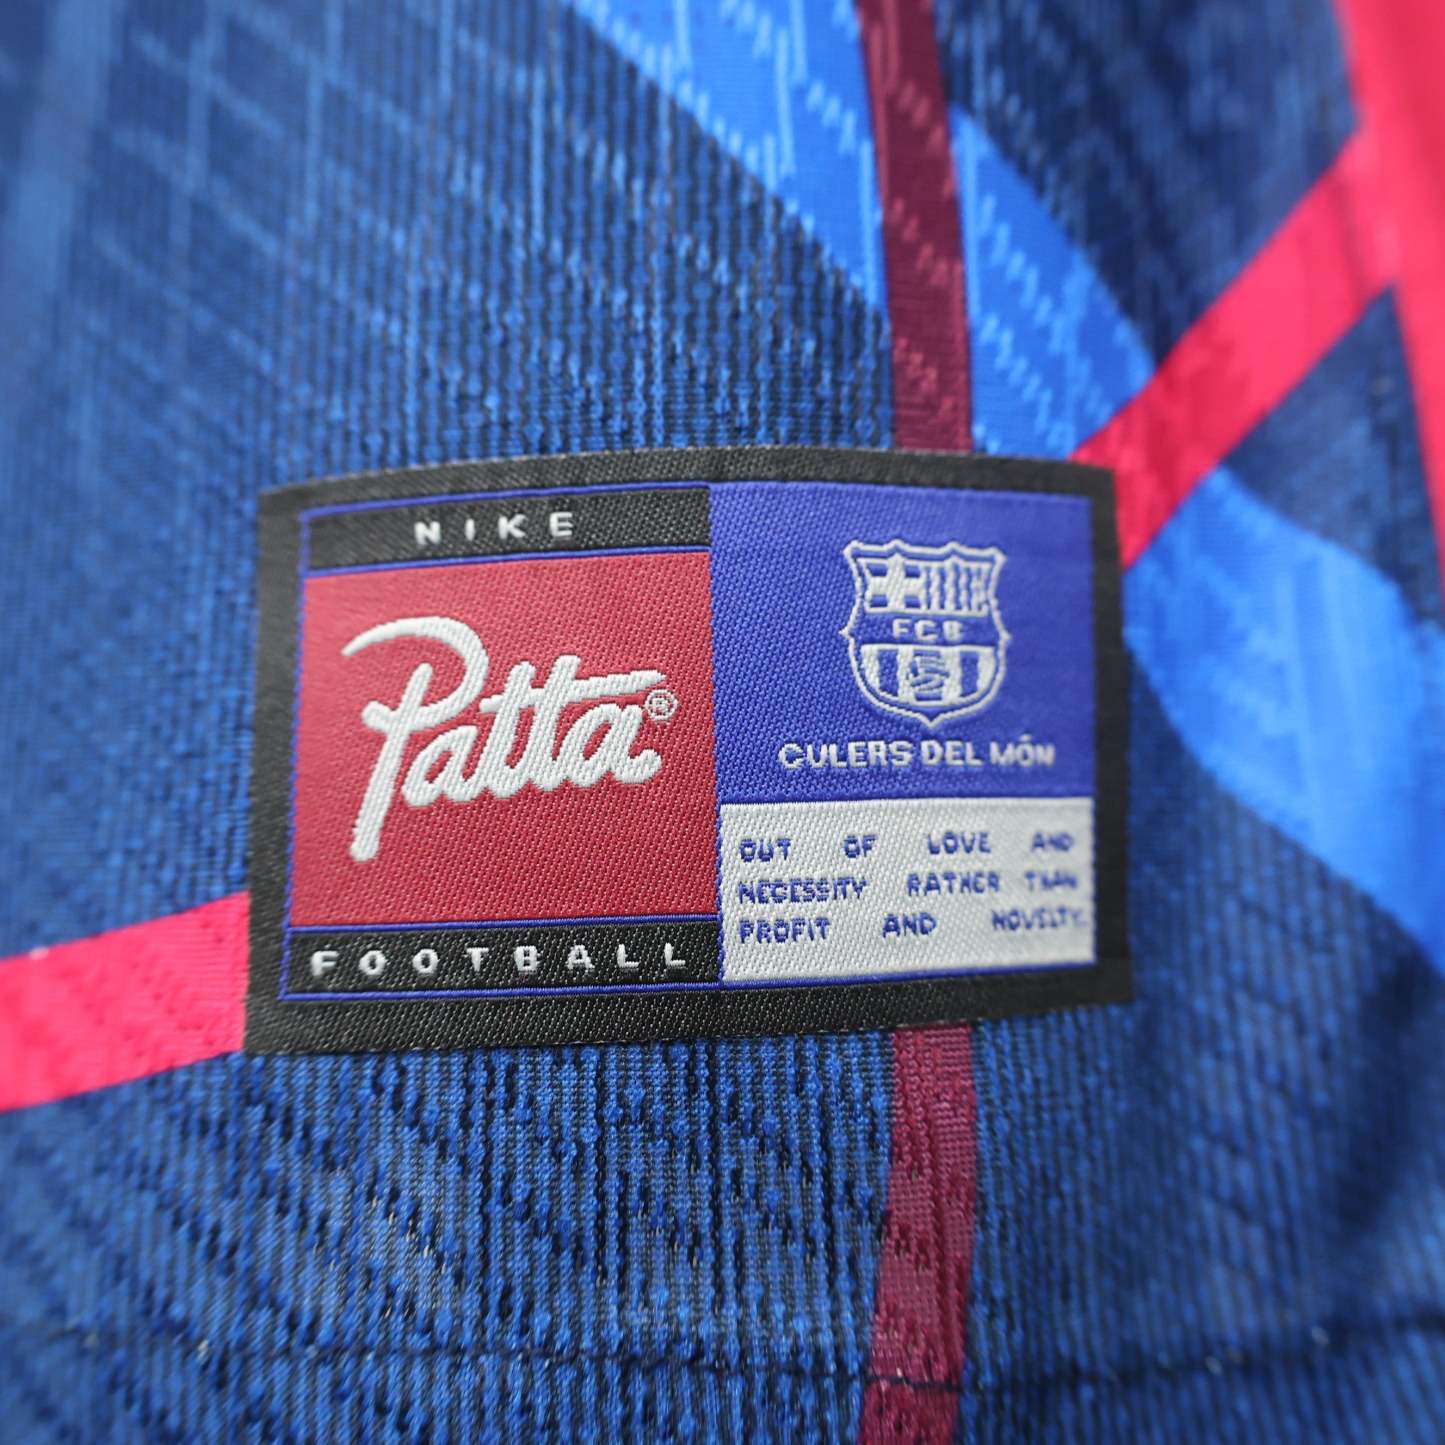 NIKE
Patta®
FOOTBALL
FCB
CULERS DEL MÓN
OUT OF LOVE AND
NECESSITY RATHER THAN
PROFIT AND NOVELTY.